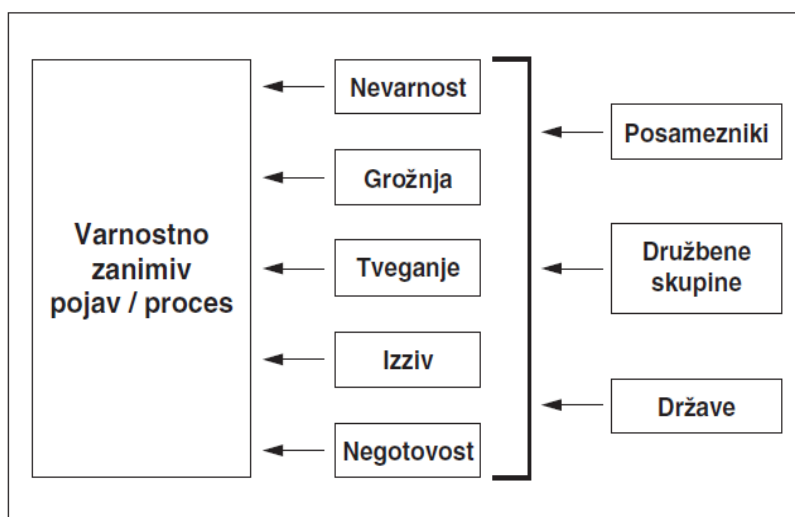 Varnostno
zanimiv
pojav / proces
Nevarnost
Grožnja
Tveganje
Izziv
Negotovost
Posamezniki
Družbene
skupine
Države